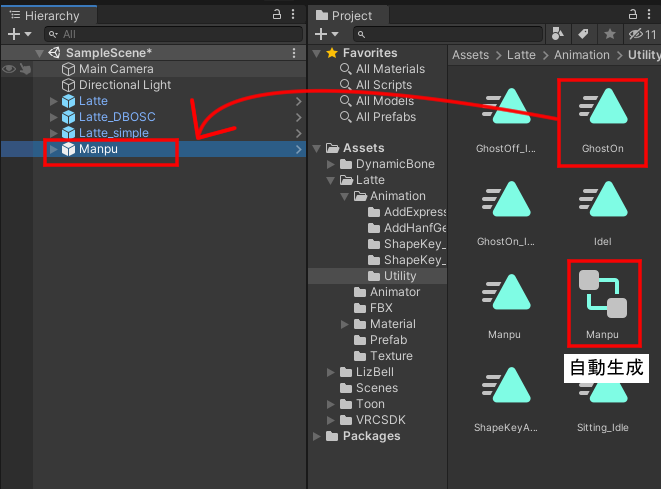 Hierarchy
All
SampleScene*
Main Camera
Directional Light
Latte
Latte_DBOSC
Latte_simple
Manpu
Project
11
Favorites
All Materials
All Scripts
All Models
All Prefabs
Assets
DynamicBone
Latte
Animation
AddExpress
AddHanfGe
ShapeKey_
ShapeKey_
Utility
Animator
FBX
Material
Prefab
Texture
LizBell
Scenes
Toon
VRCSDK
Packages
Assets > Latte > Animation > Utility
GhostOff_I...
GhostOn
GhostOn_I...
Idel
Manpu
Manpu
自動生成
ShapeKeyA...
Sitting_Idle